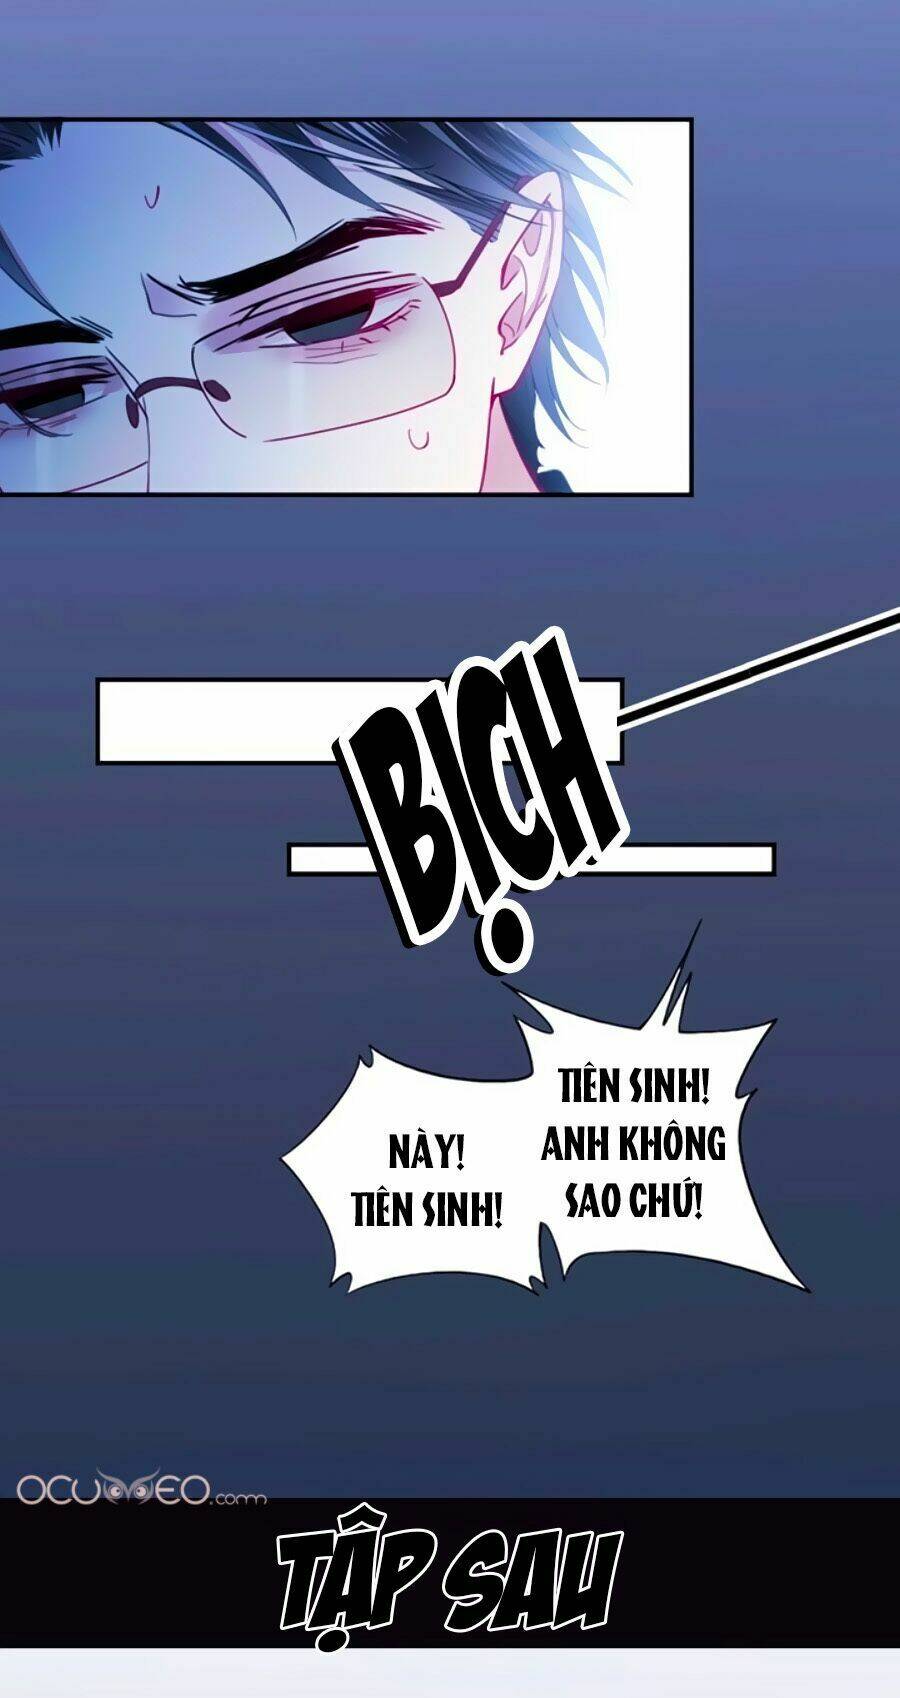 BỊCH
TIÊN SINH!
ANH KHÔNG
SAO CHỨ!
NÀY!
TIÊN SINH!
OCUMEO.com
TẬP SAU